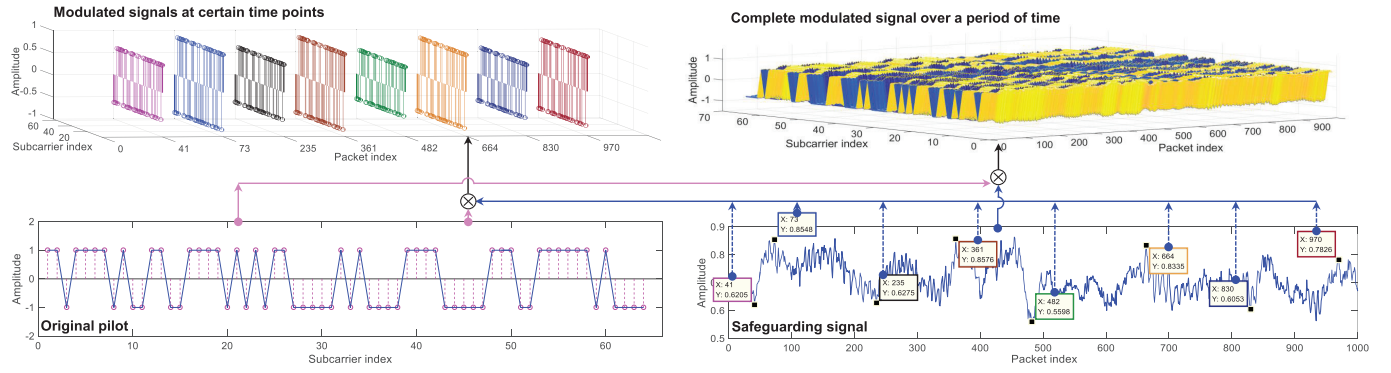 Modulated signals at certain time points
Amplitude
1
0.5
0
-0.5
-1
60
40
20
Subcarrier index
0
41
73
235
361
482
664
830
970
Packet index
Complete modulated signal over a period of time
Amplitude
1
0
-1
70
60
50
40
30
20
10
0
Subcarrier index
0
100
200
300
400
500
600
700
800
900
Packet index
Amplitude
2
1
0
-1
-2
Original pilot
0
10
20
30
40
50
60
Subcarrier index
Amplitude
0.9
0.8
0.6
0.5
X: 41
Y: 0.6205
X: 73
Y: 0.8548
X: 235
Y: 0.6275
X: 361
Y: 0.8576
X: 482
Y: 0.5598
X: 664
Y: 0.8335
X: 830
Y: 0.6053
X: 970
Y: 0.7826
Safeguarding signal
0
100
200
300
400
500
600
700
800
900
1000
Packet index